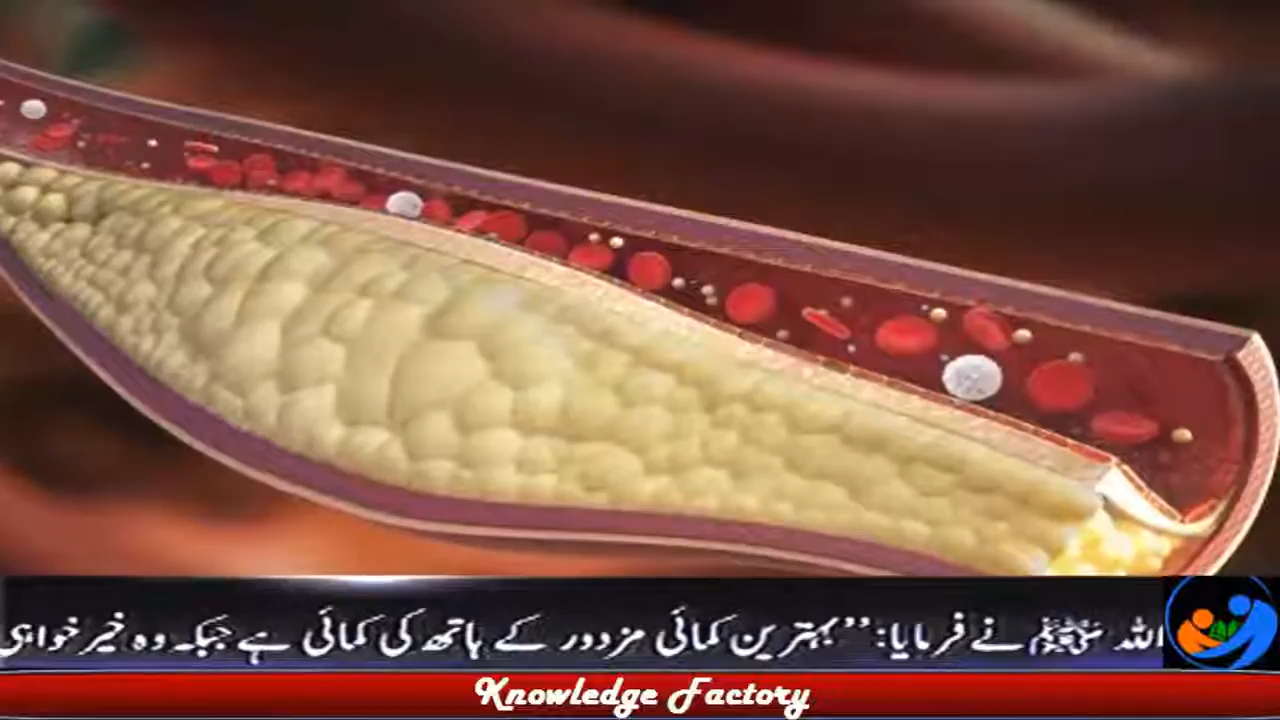 اللہ ﷺ نے فرمایا: ’’بہترین کمائی مزدور کے ہاتھ کی کمائی ہے جبکہ وہ خیر خواہی
Knowledge Factory